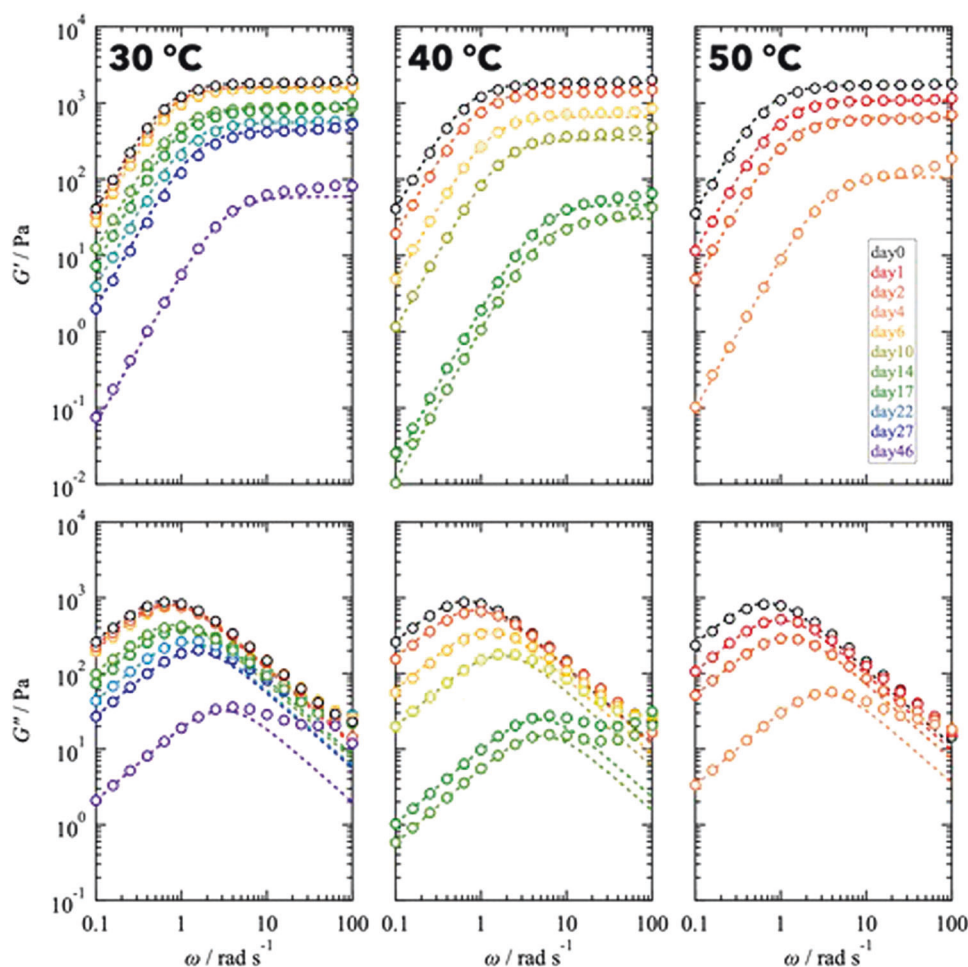 30 °C
40 °C
50 °C
10⁴
10³
10²
10¹
10⁰
10⁻¹
10⁻²
G' / Pa
day0
day1
day2
day4
day6
day10
day14
day17
day22
day27
day46
10⁴
10³
10²
10¹
10⁰
10⁻¹
G'' / Pa
0.1 1 10 100
0.1 1 10 100
0.1 1 10 100
ω / rad s⁻¹
ω / rad s⁻¹
ω / rad s⁻¹